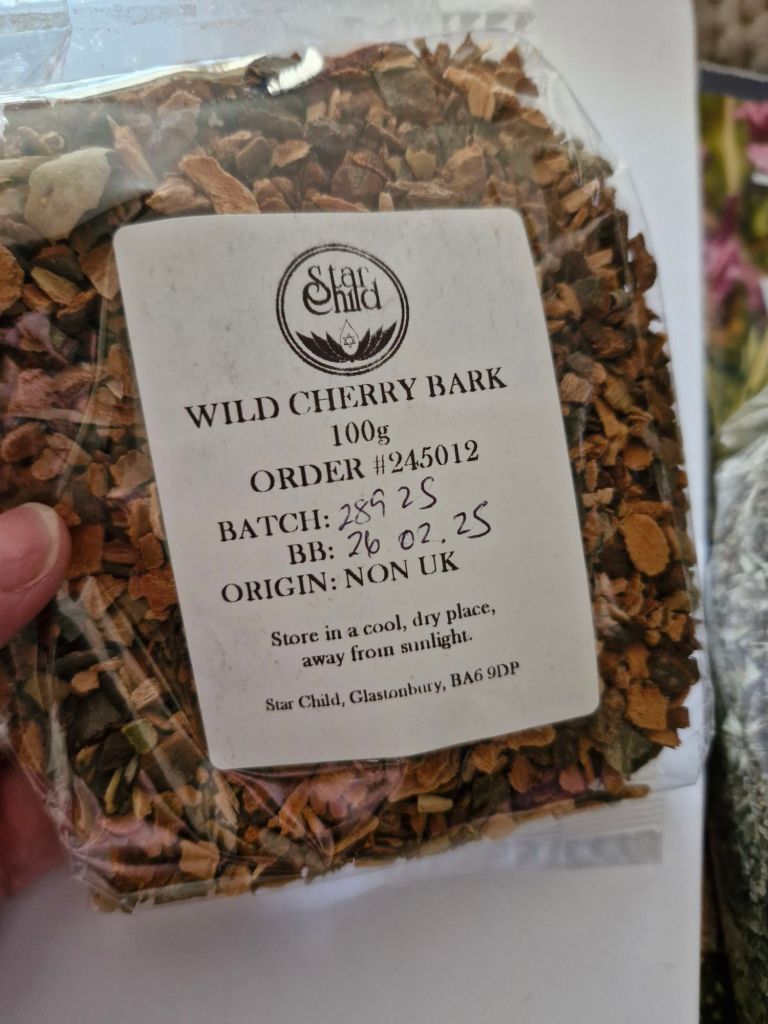 Star
Child
WILD CHERRY BARK
100g
ORDER #245012
BATCH: 289 25
BB: 26 02.25
ORIGIN: NON UK
Store in a cool, dry place,
away from sunlight.
Star Child, Glastonbury, BA6 9DP